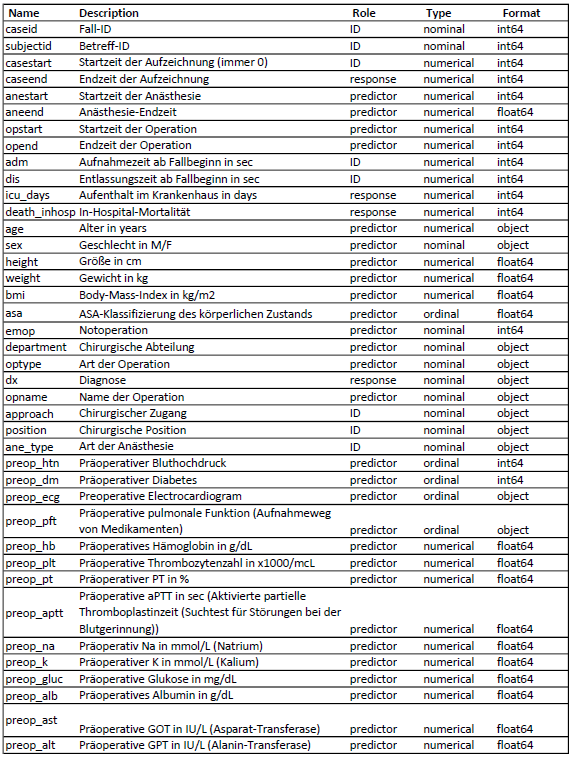 Name Description Role Type Format
caseid Fall-ID ID nominal int64
subjectid Betreff-ID ID nominal int64
casestart Startzeit der Aufzeichnung (immer 0) ID numerical int64
caseend Endzeit der Aufzeichnung response numerical int64
anestart Startzeit der Anästhesie predictor numerical int64
aneend Anästhesie-Endzeit predictor numerical float64
opstart Startzeit der Operation predictor numerical int64
opend Endzeit der Operation predictor numerical int64
adm Aufnahmezeit ab Fallbeginn in sec ID numerical int64
dis Entlassungszeit ab Fallbeginn in sec ID numerical int64
icu_days Aufenthalt im Krankenhaus in days response numerical int64
death_inhosp In-Hospital-Mortalität response numerical int64
age Alter in years predictor numerical object
sex Geschlecht in M/F predictor nominal object
height Größe in cm predictor numerical float64
weight Gewicht in kg predictor numerical float64
bmi Body-Mass-Index in kg/m2 predictor numerical float64
asa ASA-Klassifizierung des körperlichen Zustands predictor ordinal float64
emop Notoperation predictor nominal int64
department Chirurgische Abteilung predictor nominal object
optype Art der Operation predictor nominal object
dx Diagnose response nominal object
opname Name der Operation predictor nominal object
approach Chirurgischer Zugang ID nominal object
position Chirurgische Position ID nominal object
ane_type Art der Anästhesie ID nominal object
preop_htn Präoperativer Bluthochdruck predictor ordinal int64
preop_dm Präoperativer Diabetes predictor ordinal int64
preop_ecg Preoperative Electrocardiogram predictor ordinal object
preop_pft Präoperative pulmonale Funktion (Aufnahmeweg
von Medikamenten) predictor ordinal object
preop_hb Präoperatives Hämoglobin in g/dL predictor numerical float64
preop_plt Präoperative Thrombozytenzahl in x1000/mcL predictor numerical float64
preop_pt Präoperativer PT in % predictor numerical float64
preop_aptt Präoperative aPTT in sec (Aktivierte partielle
Thromboplastinzeit (Suchtest für Störungen bei der
Blutgerinnung)) predictor numerical float64
preop_na Präoperativ Na in mmol/L (Natrium) predictor numerical float64
preop_k Präoperativer K in mmol/L (Kalium) predictor numerical float64
preop_gluc Präoperative Glukose in mg/dL predictor numerical float64
preop_alb Präoperatives Albumin in g/dL predictor numerical float64
preop_ast Präoperative GOT in IU/L (Asparat-Transferase) predictor numerical float64
preop_alt Präoperative GPT in IU/L (Alanin-Transferase) predictor numerical float64